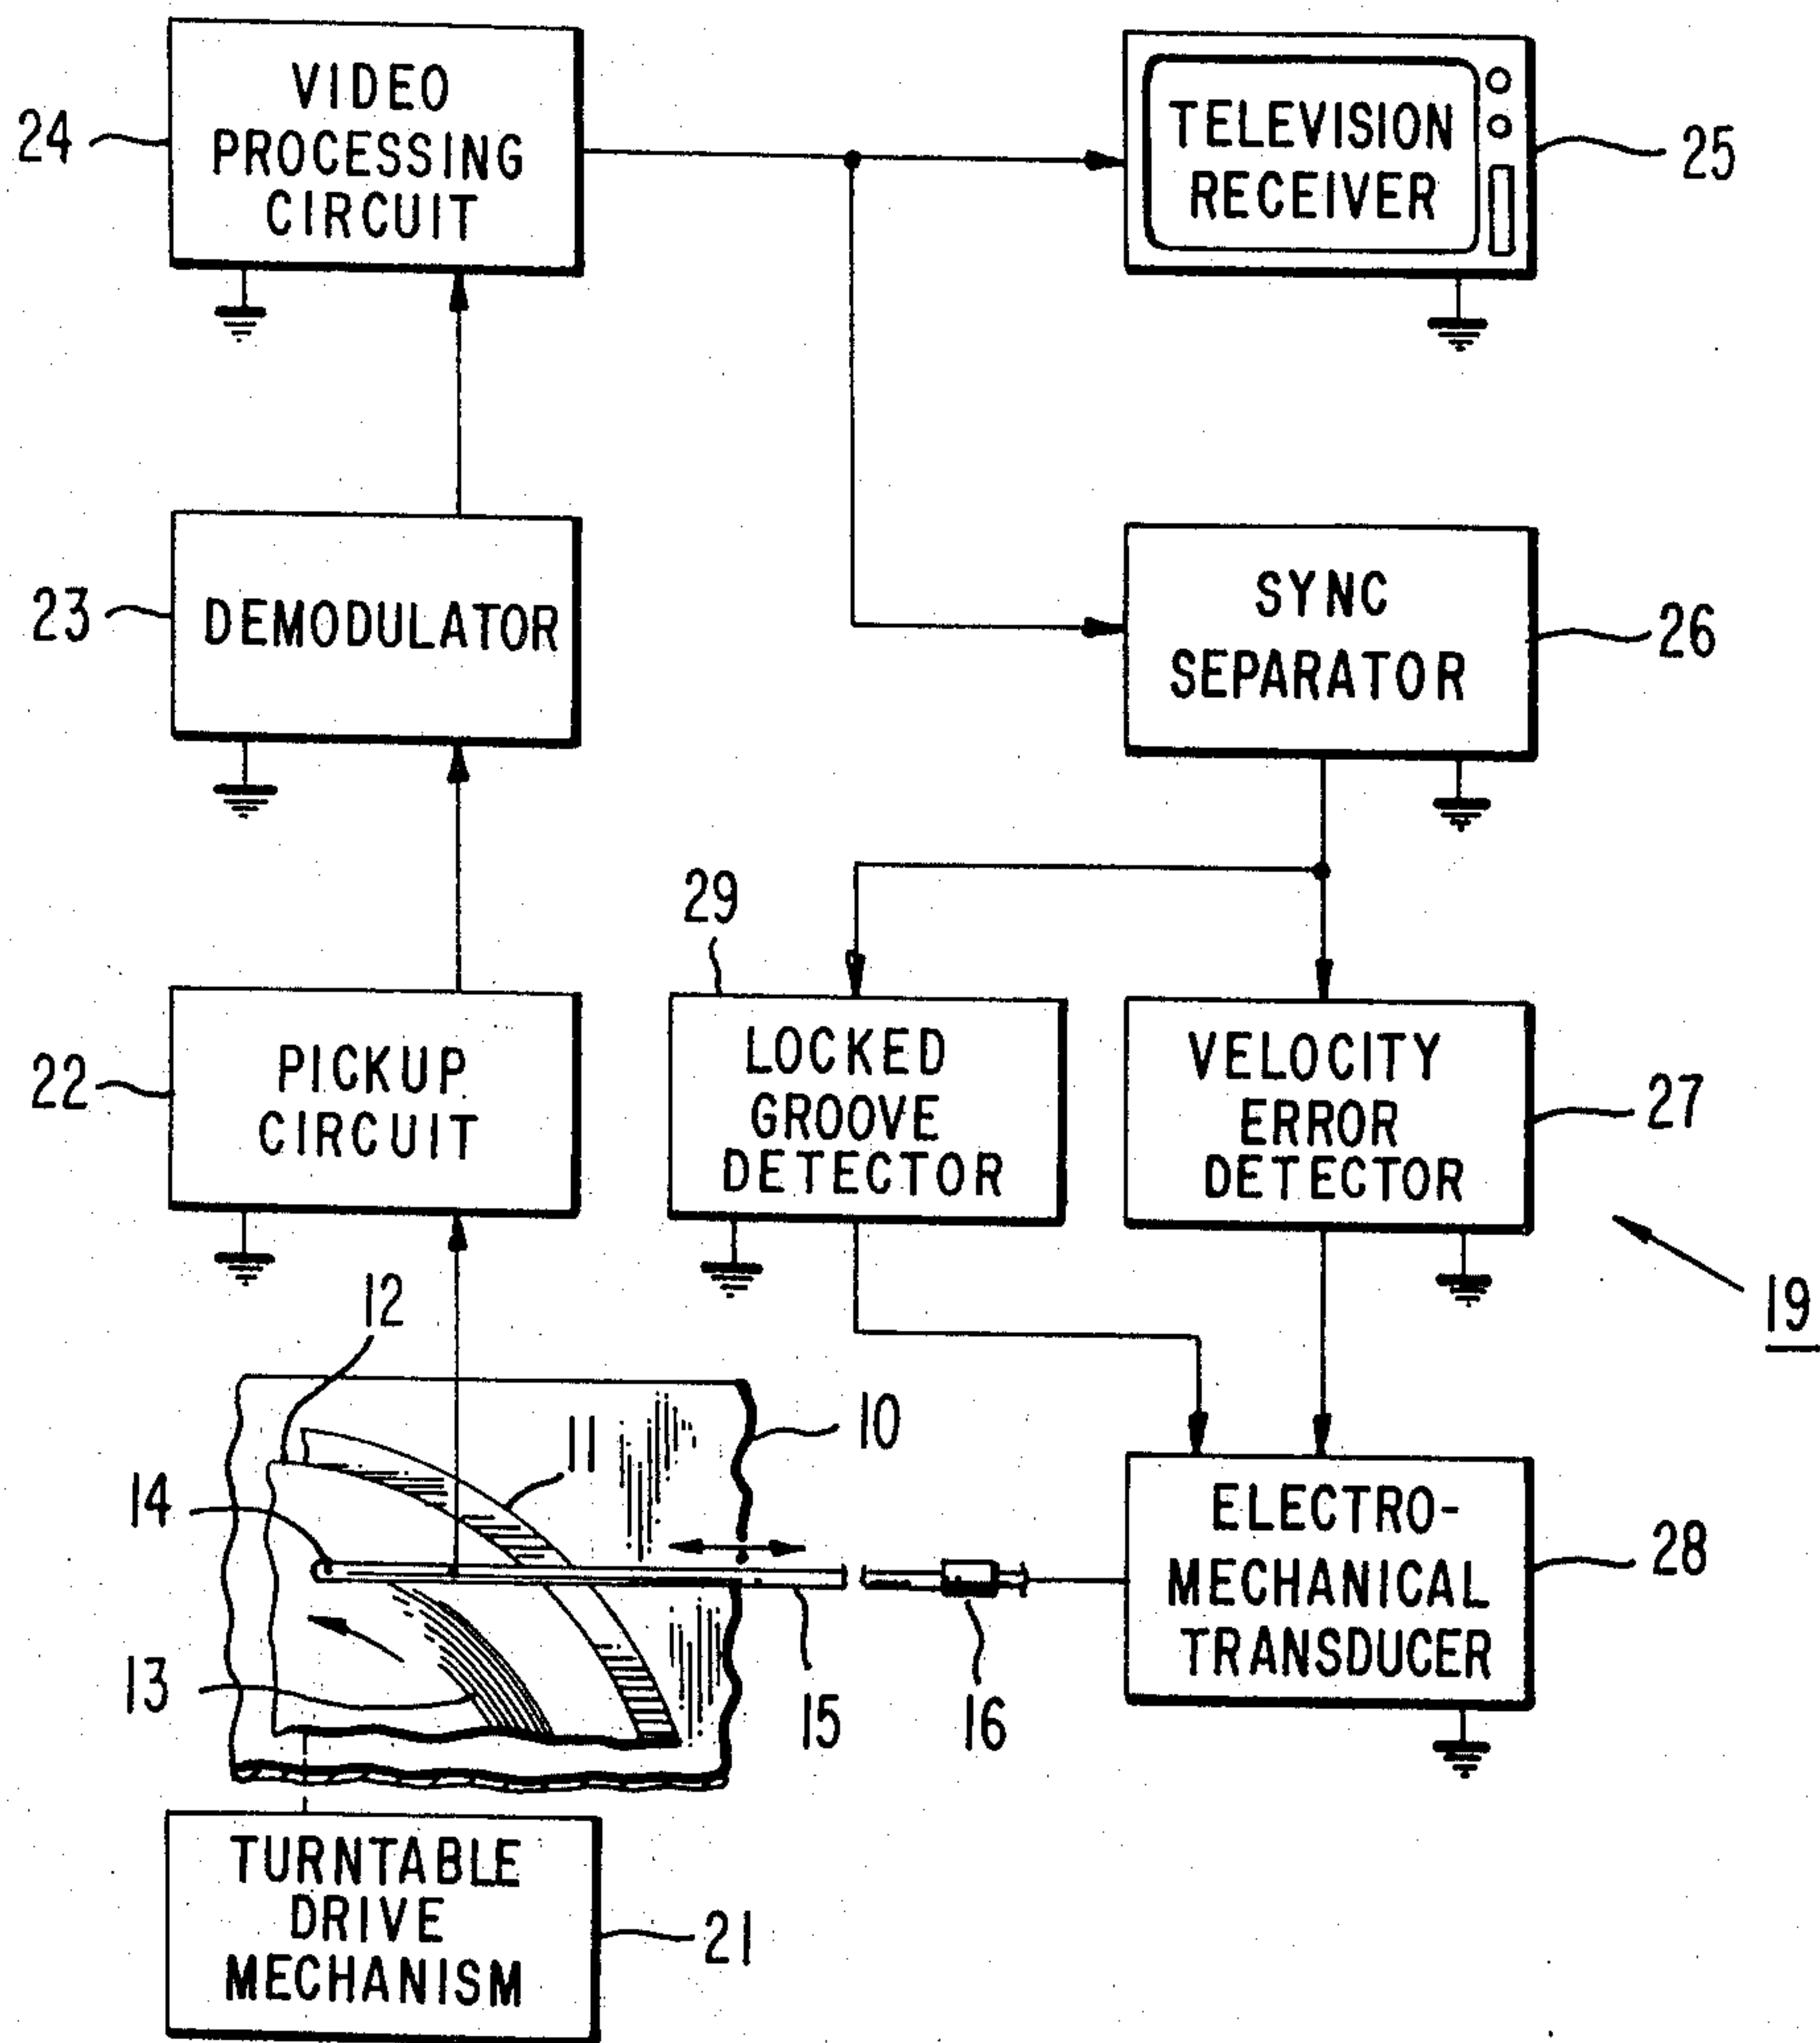 VIDEO
PROCESSING
CIRCUIT
24
TELEVISION
RECEIVER
25
DEMODULATOR
23
SYNC
SEPARATOR
26
29
PICKUP
CIRCUIT
22
LOCKED
GROOVE
DETECTOR
VELOCITY
ERROR
DETECTOR
27
19
12
11
10
14
13
15
16
ELECTRO-
MECHANICAL
TRANSDUCER
28
TURNTABLE
DRIVE
MECHANISM
21